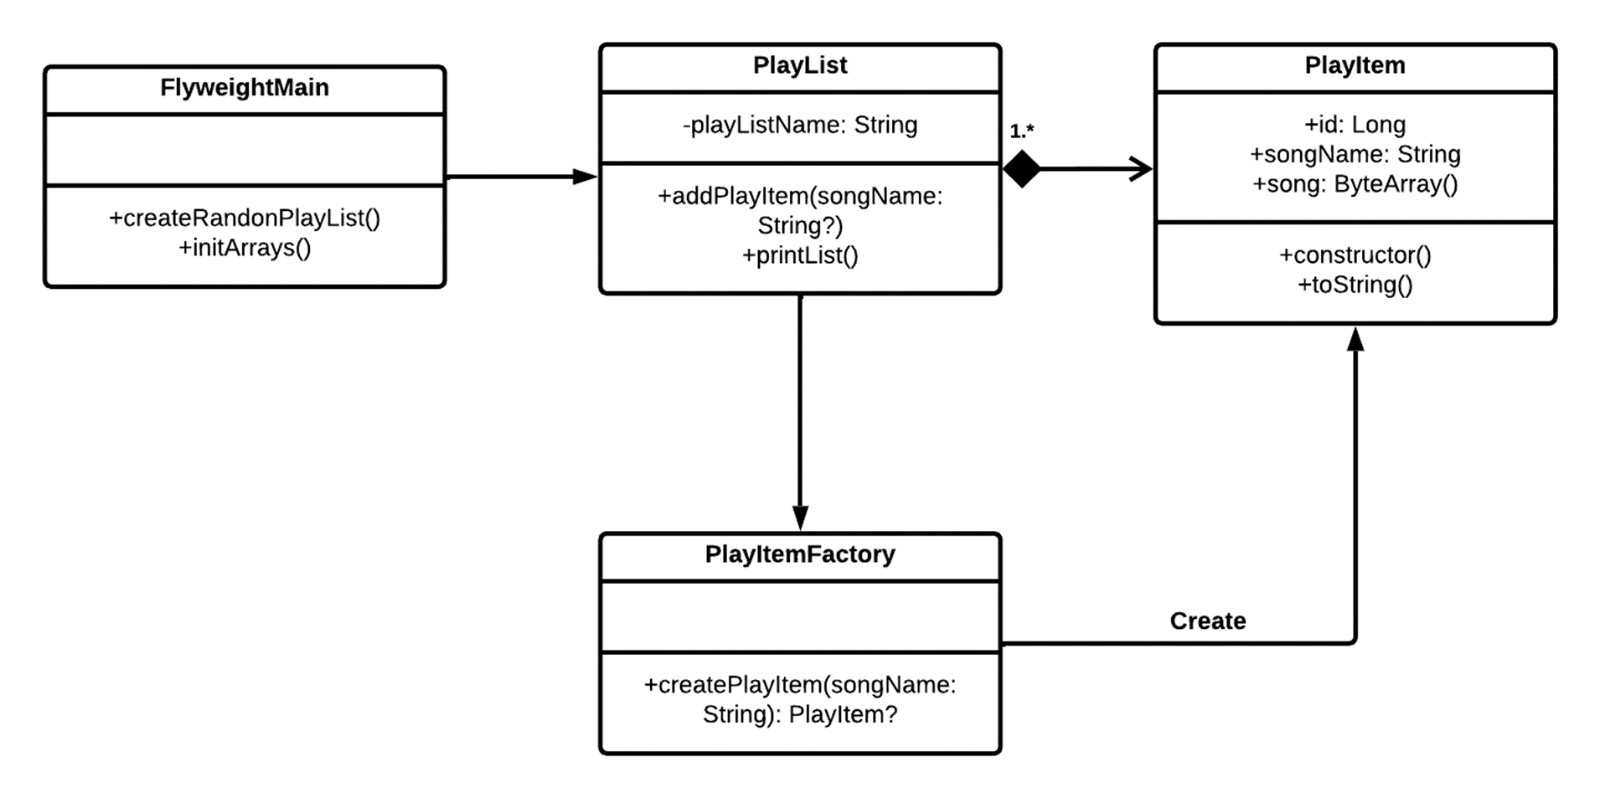 FlyweightMain
+createRandonPlayList()
+initArrays()
PlayList
-playListName: String
+addPlayItem(songName:
String?)
+printList()
1.*
PlayItem
+id: Long
+songName: String
+song: ByteArray()
+constructor()
+toString()
PlayItemFactory
+createPlayItem(songName:
String): PlayItem?
Create